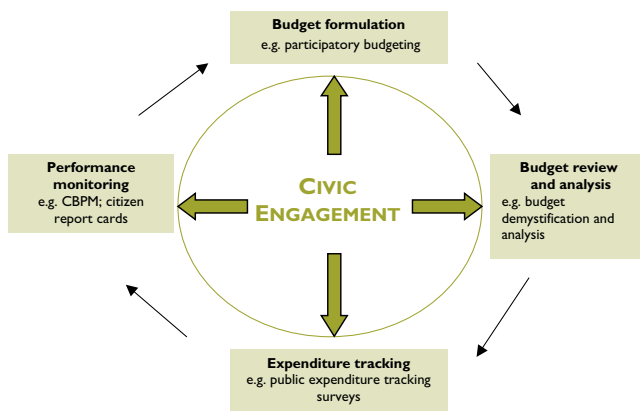 Budget formulation
e.g. participatory budgeting
Performance
monitoring
e.g. CBPM; citizen
report cards
CIVIC
ENGAGEMENT
Budget review
and analysis
e.g. budget
demystification and
analysis
Expenditure tracking
e.g. public expenditure tracking
surveys